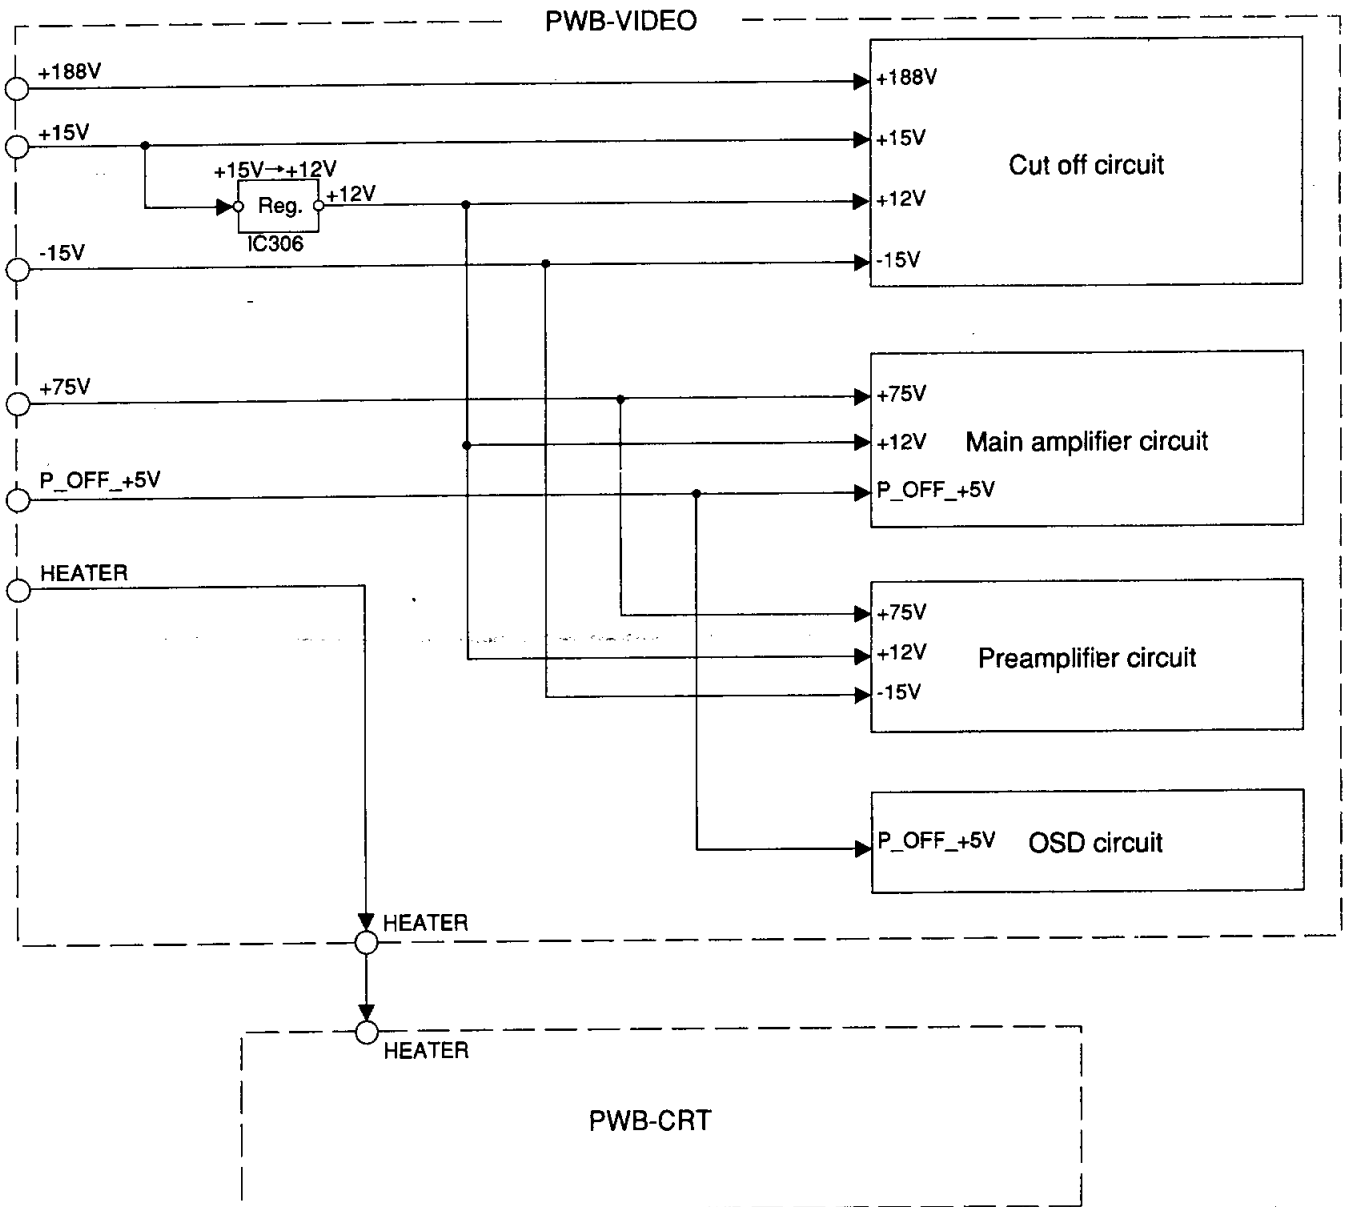 PWB-VIDEO
+188V
+188V
+15V
+15V
Cut off circuit
+15V→+12V
Reg.
+12V
+12V
IC306
-15V
-15V
+75V
+75V
+12V
Main amplifier circuit
P_OFF_+5V
P_OFF_+5V
HEATER
+75V
+12V
Preamplifier circuit
-15V
P_OFF_+5V
OSD circuit
HEATER
HEATER
PWB-CRT